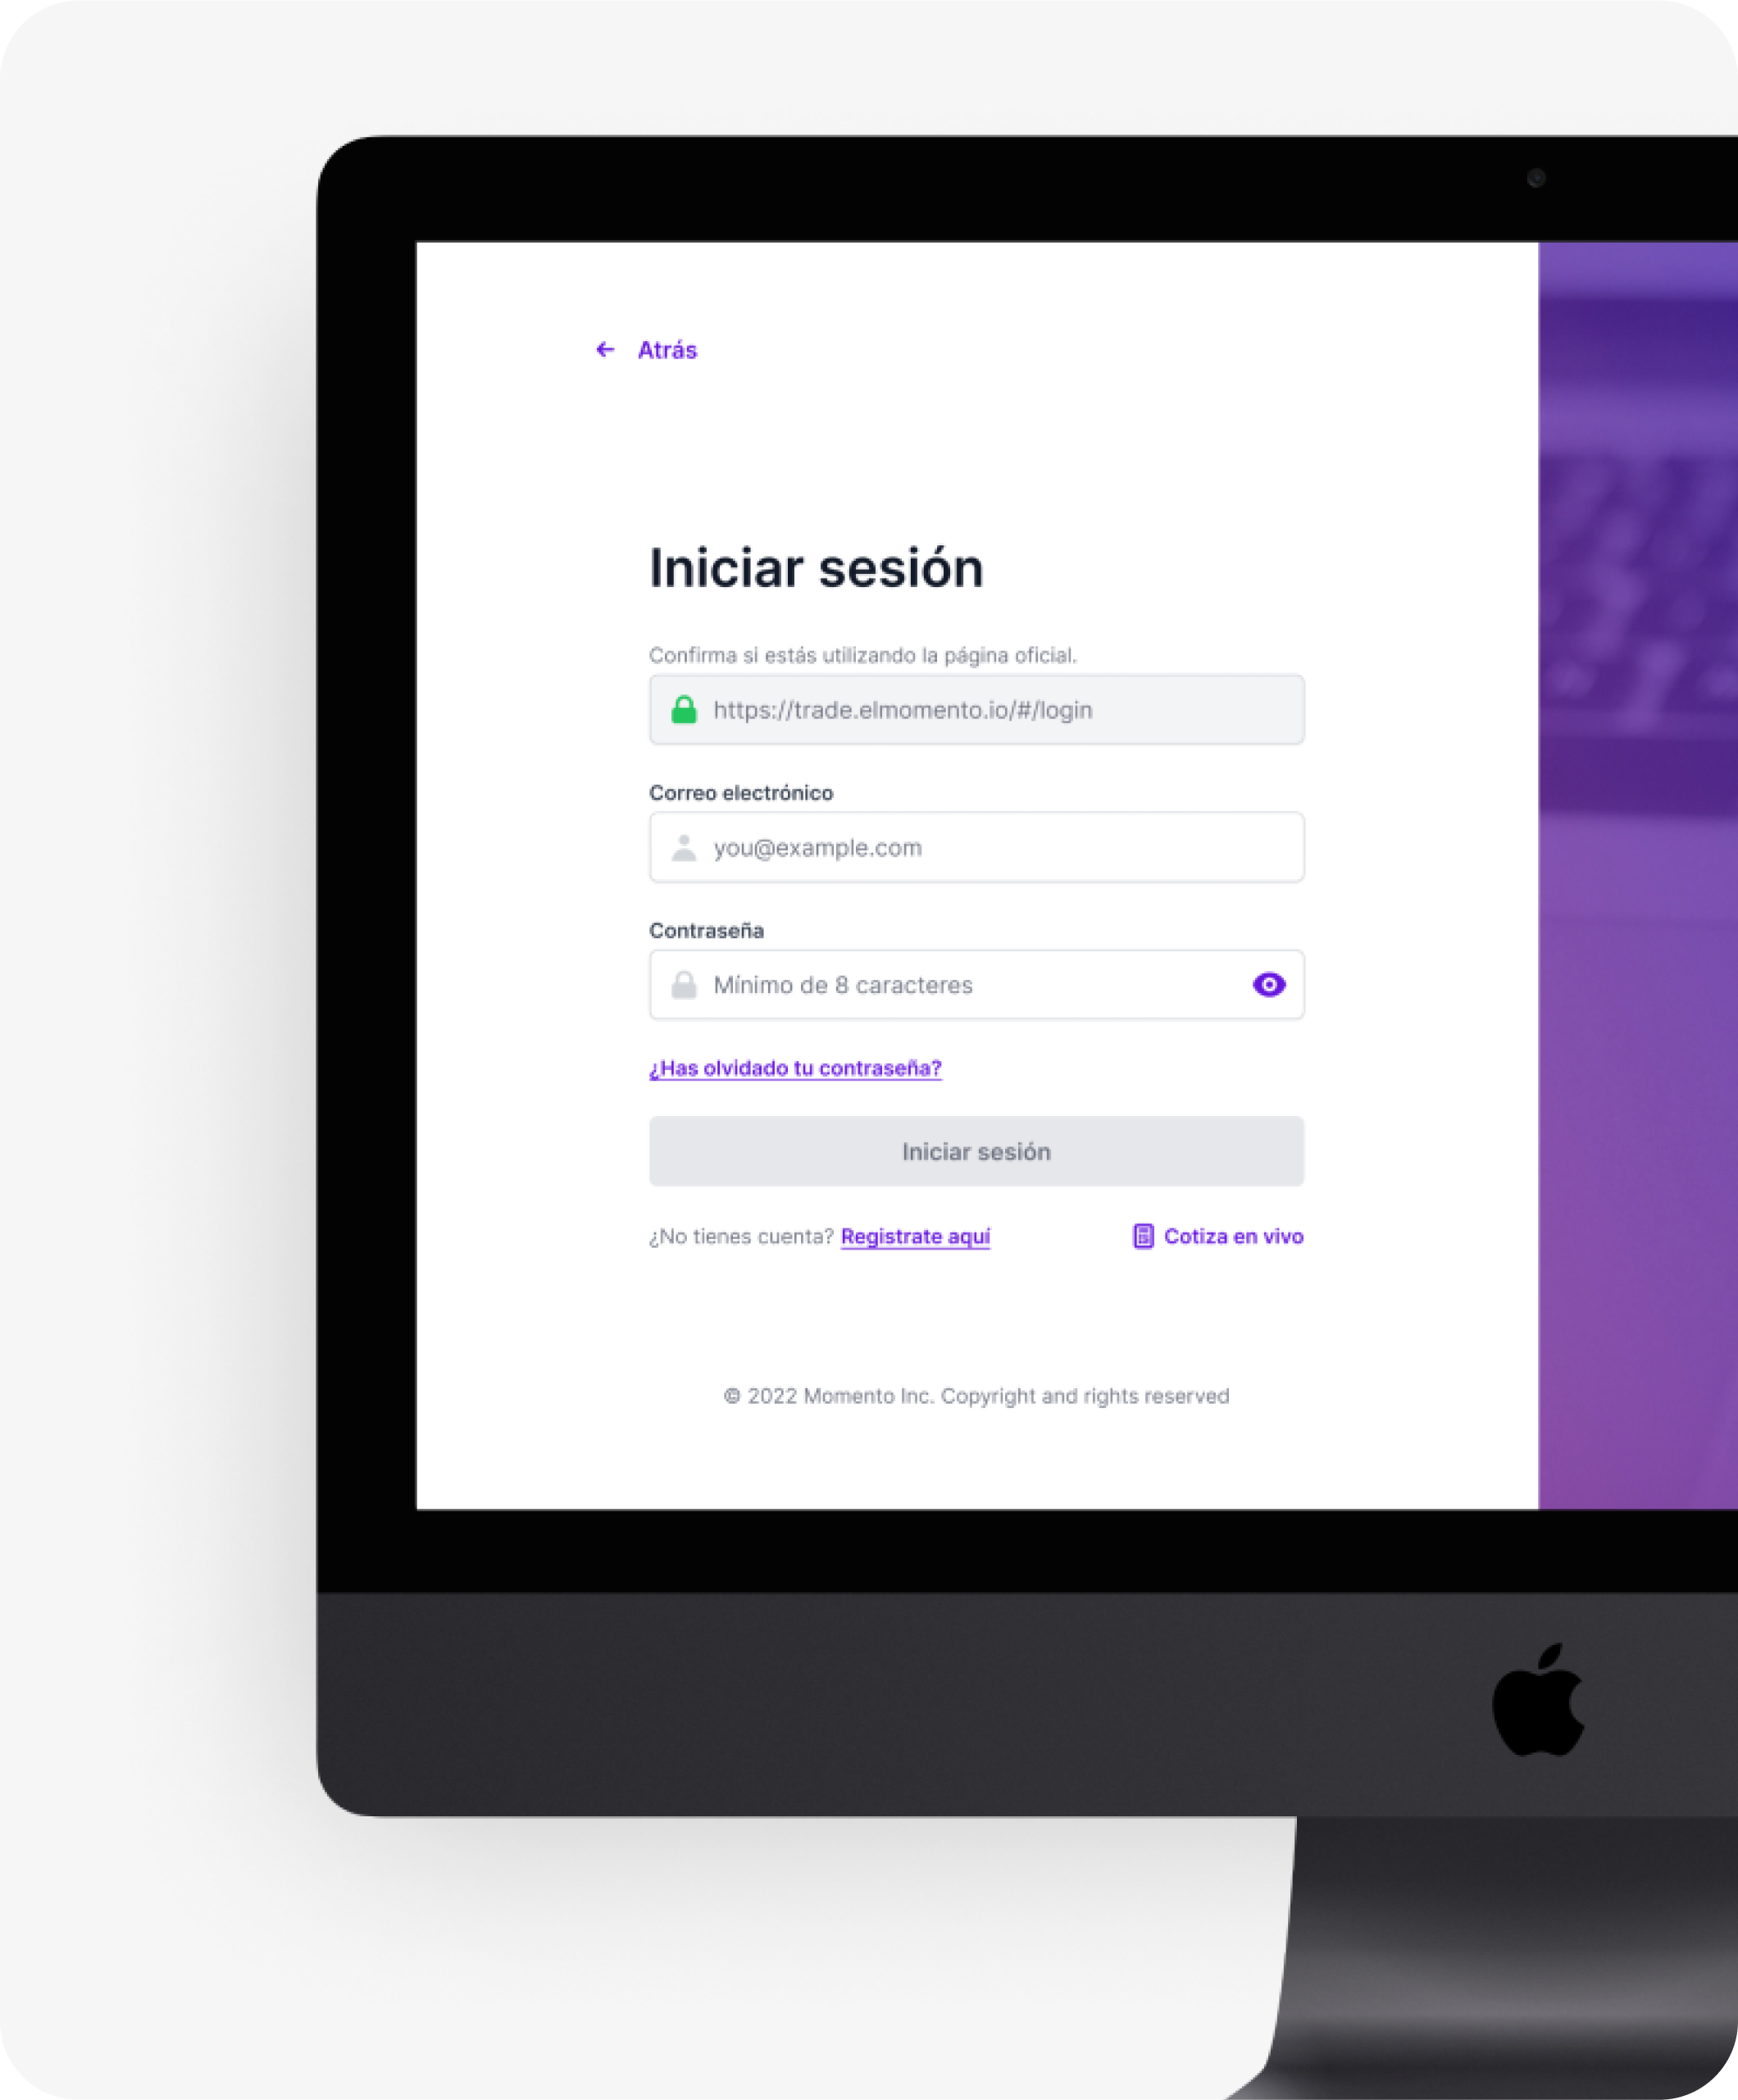 ← Atrás
Iniciar sesión
Confirma si estás utilizando la página oficial.
https://trade.elmomento.io/#/login
Correo electrónico
you@example.com
Contraseña
Mínimo de 8 caracteres
¿Has olvidado tu contraseña?
Iniciar sesión
¿No tienes cuenta? Registrate aquí
Cotiza en vivo
© 2022 Momento Inc. Copyright and rights reserved